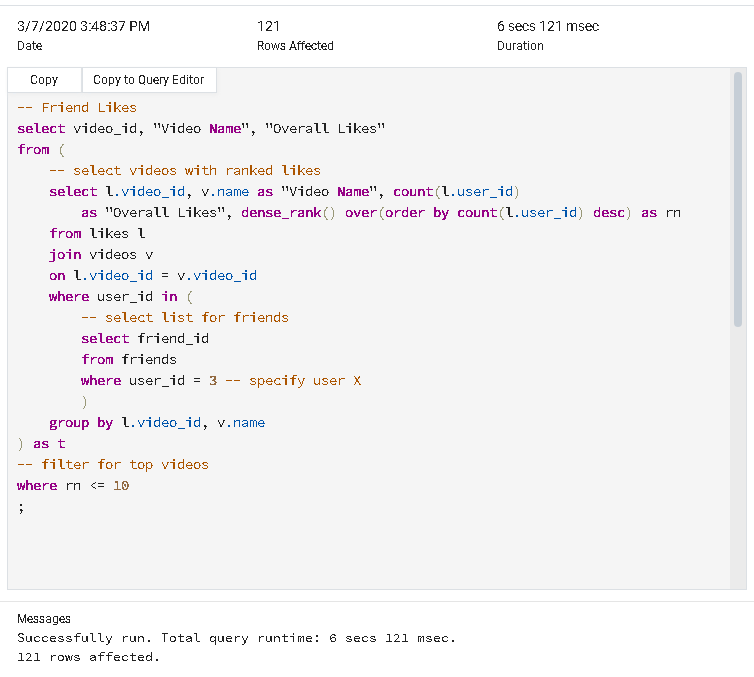 3/7/2020 3:48:37 PM 121 6 secs 121 msec
Date Rows Affected Duration
Copy Copy to Query Editor
-- Friend Likes
select video_id, "Video Name", "Overall Likes"
from (
    -- select videos with ranked likes
    select l.video_id, v.name as "Video Name", count(l.user_id)
        as "Overall Likes", dense_rank() over(order by count(l.user_id) desc) as rn
    from likes l
    join videos v
    on l.video_id = v.video_id
    where user_id in (
        -- select list for friends
        select friend_id
        from friends
        where user_id = 3 -- specify user X
        )
    group by l.video_id, v.name
) as t
-- filter for top videos
where rn <= 10
;
Messages
Successfully run. Total query runtime: 6 secs 121 msec.
121 rows affected.